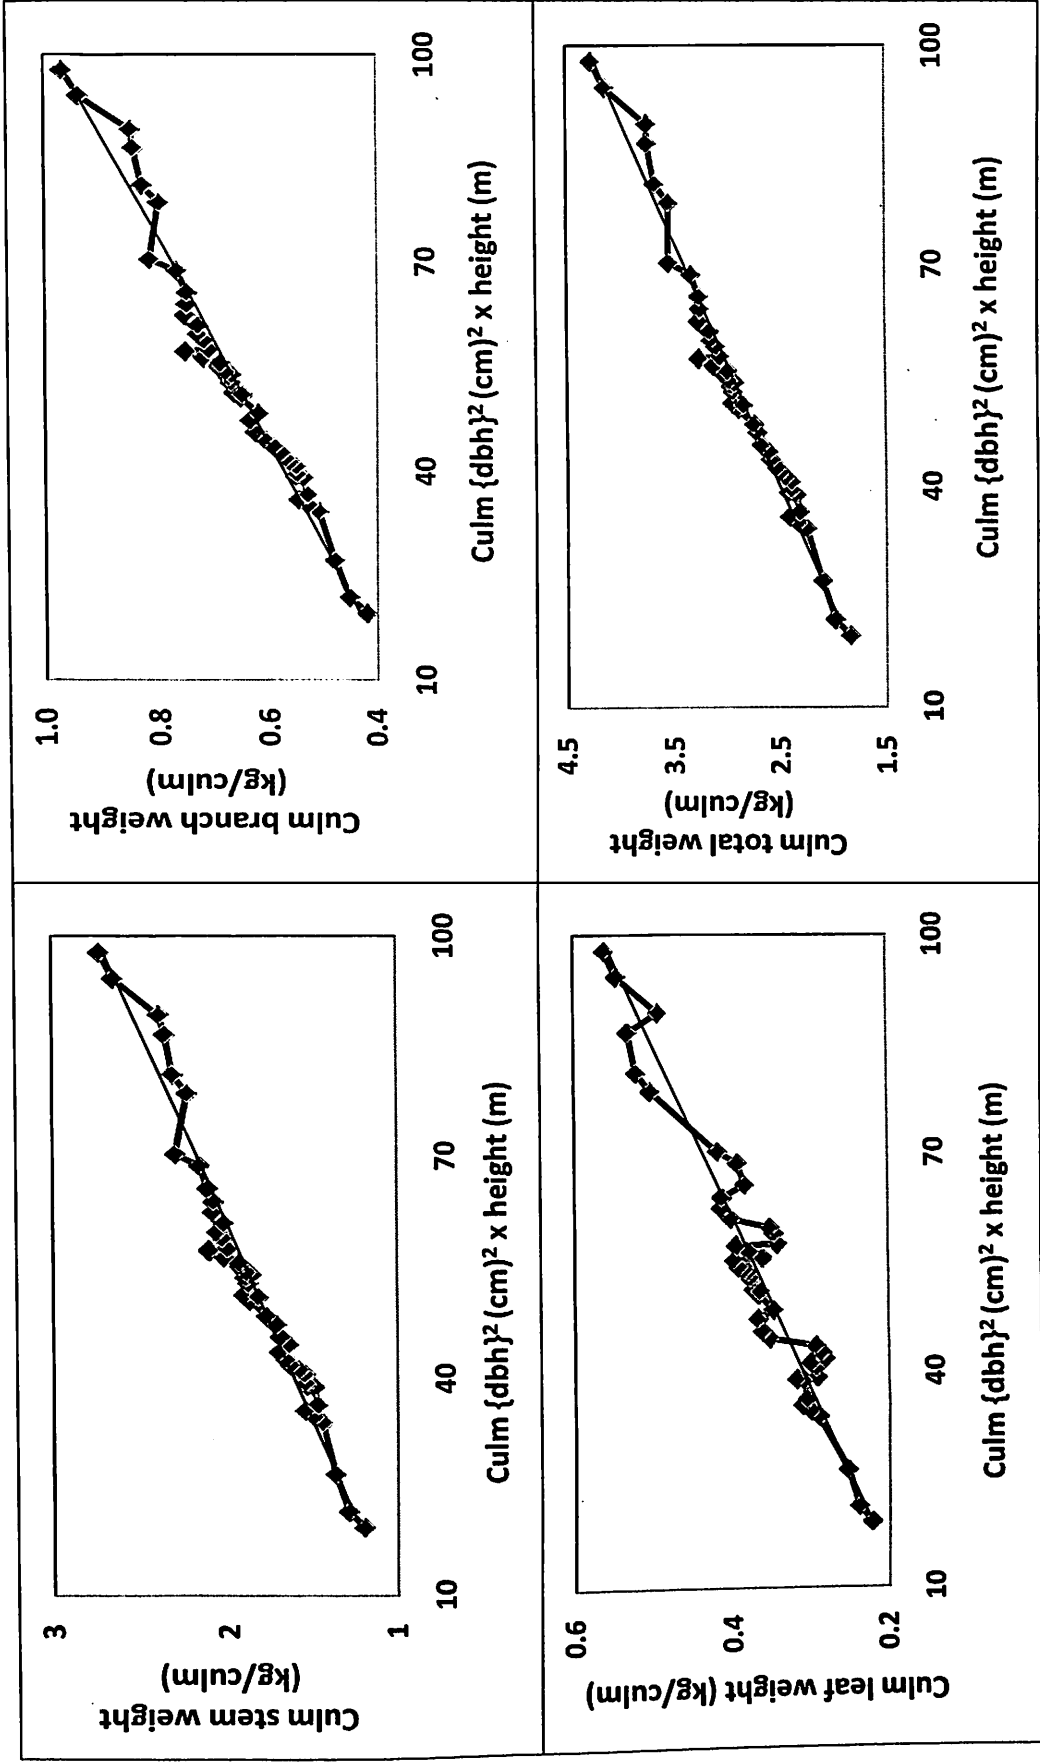 Culm stem weight
(kg/culm)
3
2
1
10
40
70
100
Culm {dbh}² (cm)² x height (m)
Culm branch weight
(kg/culm)
1.0
0.8
0.6
0.4
10
40
70
100
Culm {dbh}² (cm)² x height (m)
Culm leaf weight (kg/culm)
0.6
0.4
0.2
10
40
70
100
Culm {dbh}² (cm)² x height (m)
Culm total weight
(kg/culm)
4.5
3.5
2.5
1.5
10
40
70
100
Culm {dbh}² (cm)² x height (m)